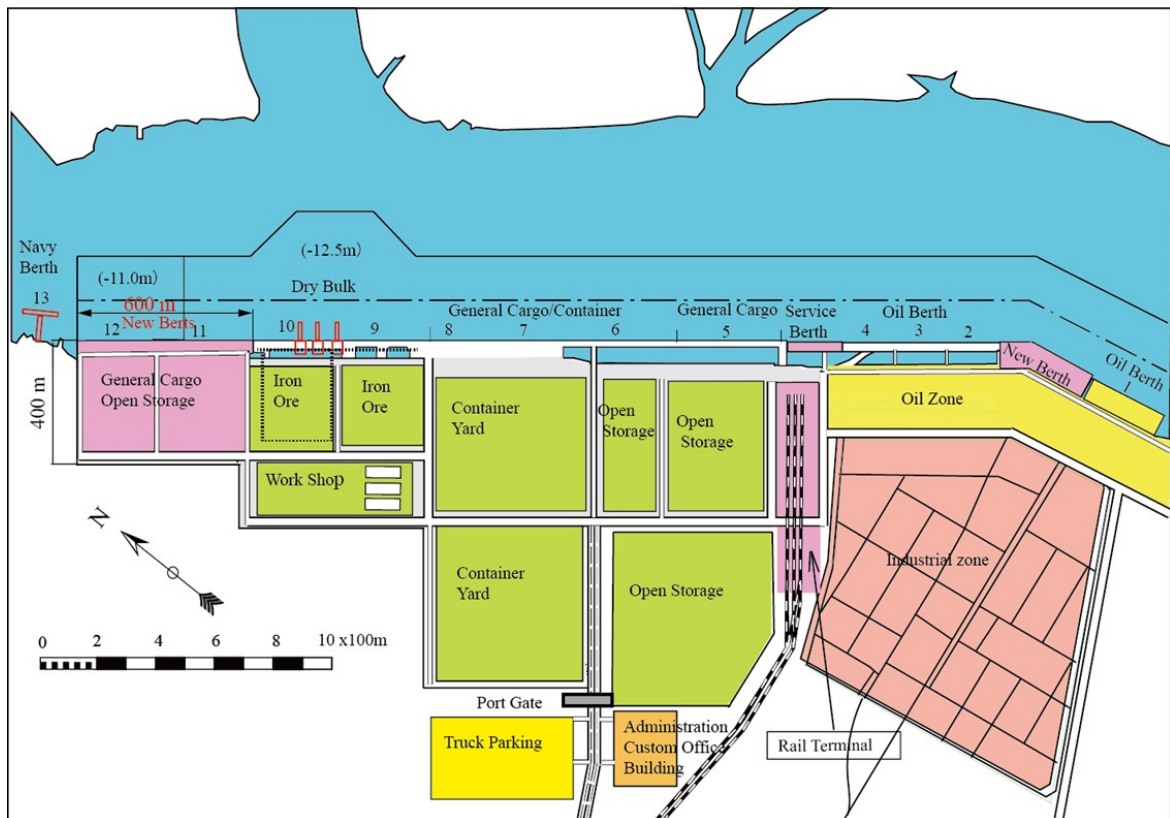 Navy
Berth
13
(-11.0m)
600 m
New Berts
12
11
(-12.5m)
Dry Bulk
10
9
General Cargo/Container
8
7
6
General Cargo
5
Service
Berth
Oil Berth
4
3
2
New Berth
Oil Berth
1
400 m
General Cargo
Open Storage
Iron
Ore
Iron
Ore
Container
Yard
Open
Storage
Open
Storage
Oil Zone
Work Shop
N
Container
Yard
Open Storage
Industrial zone
0 2 4 6 8 10 x100m
Port Gate
Truck Parking
Administration
Custom Office
Building
Rail Terminal